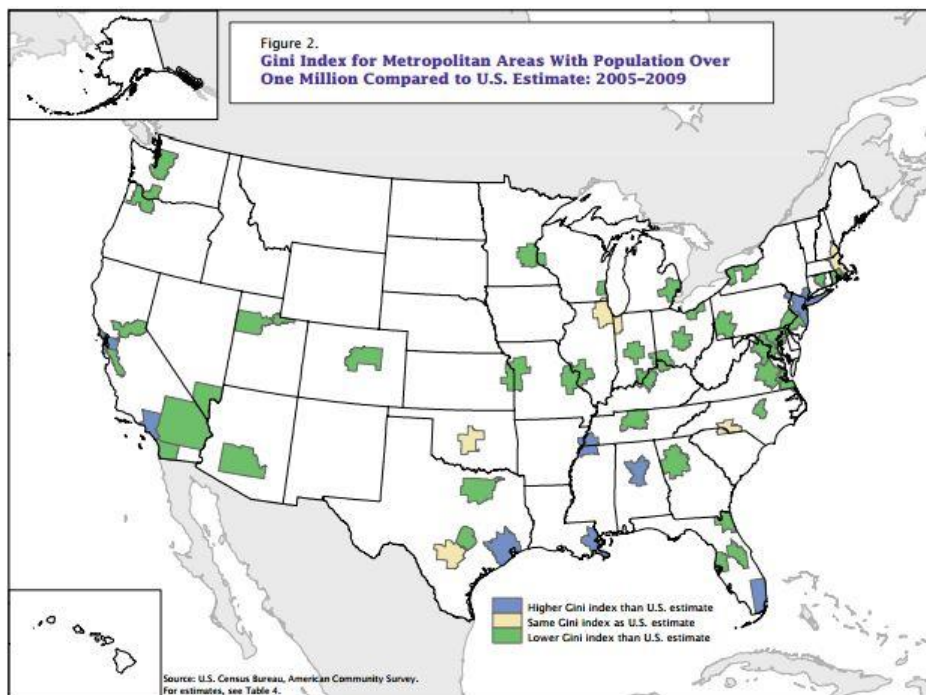 Figure 2.
Gini Index for Metropolitan Areas With Population Over
One Million Compared to U.S. Estimate: 2005–2009
Higher Gini index than U.S. estimate
Same Gini index as U.S. estimate
Lower Gini index than U.S. estimate
Source: U.S. Census Bureau, American Community Survey.
For estimates, see Table 4.